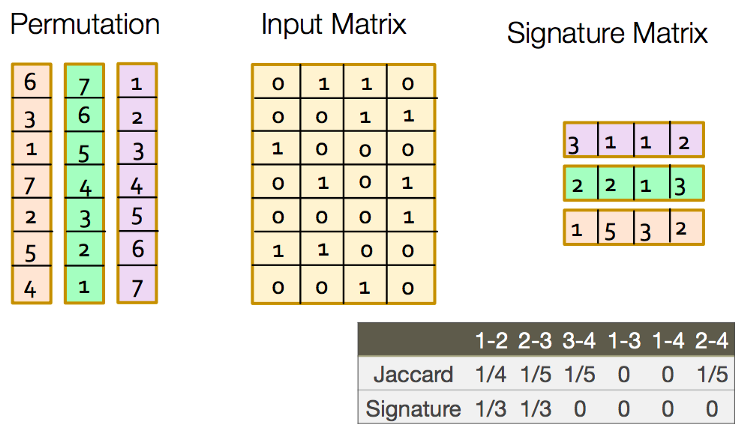 Permutation Input Matrix Signature Matrix
6 7 1 0 1 1 0
3 6 2 0 0 1 1
1 5 3 1 0 0 0
7 4 4 0 1 0 1
2 3 5 0 0 0 1
5 2 6 1 1 0 0
4 1 7 0 0 1 0
3 1 1 2
2 2 1 3
1 5 3 2
1-2 2-3 3-4 1-3 1-4 2-4
Jaccard 1/4 1/5 1/5 0 0 1/5
Signature 1/3 1/3 0 0 0 0